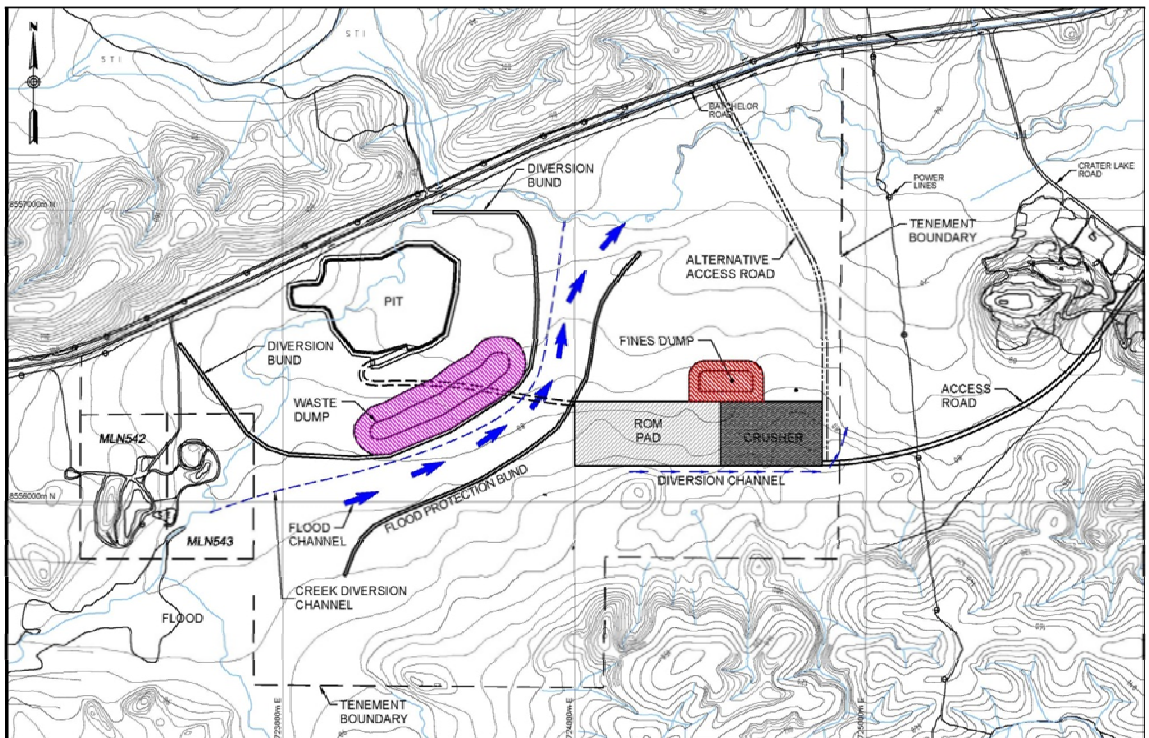 N
S T I
S T I
BATCHELOR
ROAD
CRATER LAKE
ROAD
POWER
LINES
DIVERSION
BUND
8557000m N
TENEMENT
BOUNDARY
ALTERNATIVE
ACCESS ROAD
PIT
DIVERSION
BUND
FINES DUMP
ACCESS
ROAD
WASTE
DUMP
ROM
PAD
CRUSHER
MLN542
DIVERSION CHANNEL
8556000m N
FLOOD PROTECTION BUND
FLOOD
CHANNEL
MLN543
CREEK DIVERSION
CHANNEL
FLOOD
TENEMENT
BOUNDARY